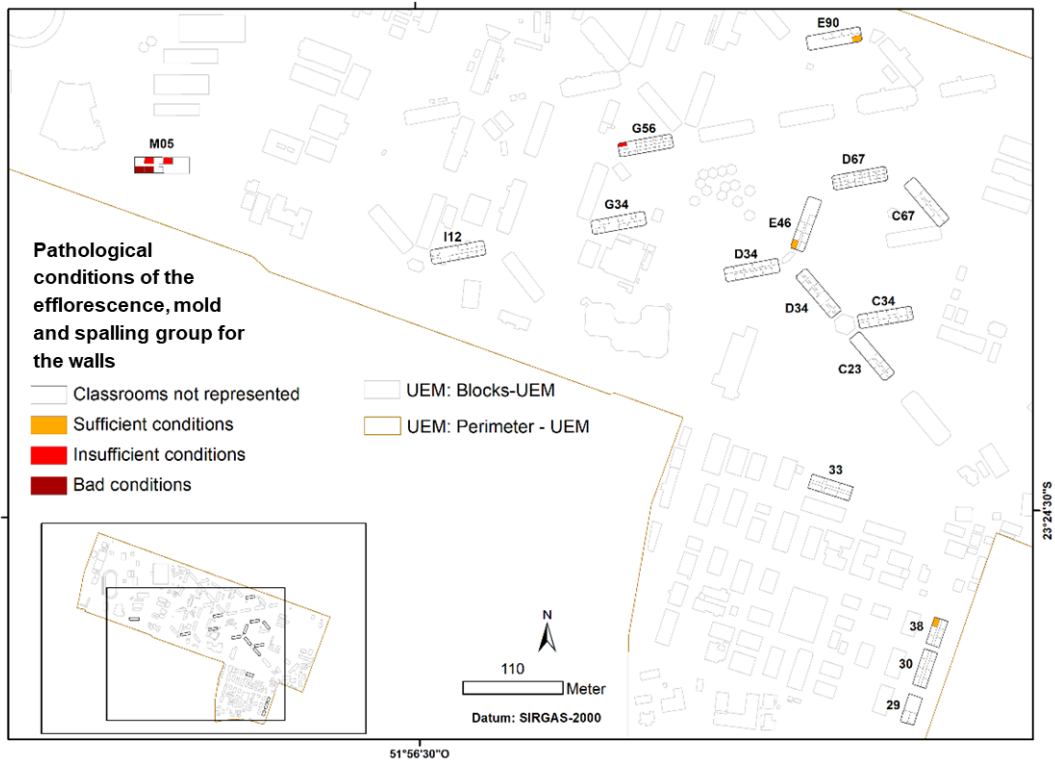 E90
G56
M05
D67
C67
G34
E46
I12
D34
D34
C34
C23
Pathological
conditions of the
efflorescence, mold
and spalling group for
the walls
Classrooms not represented
Sufficient conditions
Insufficient conditions
Bad conditions
UEM: Blocks-UEM
UEM: Perimeter - UEM
33
23°24'30"S
38
30
29
N
110
Meter
Datum: SIRGAS-2000
51°56'30"O